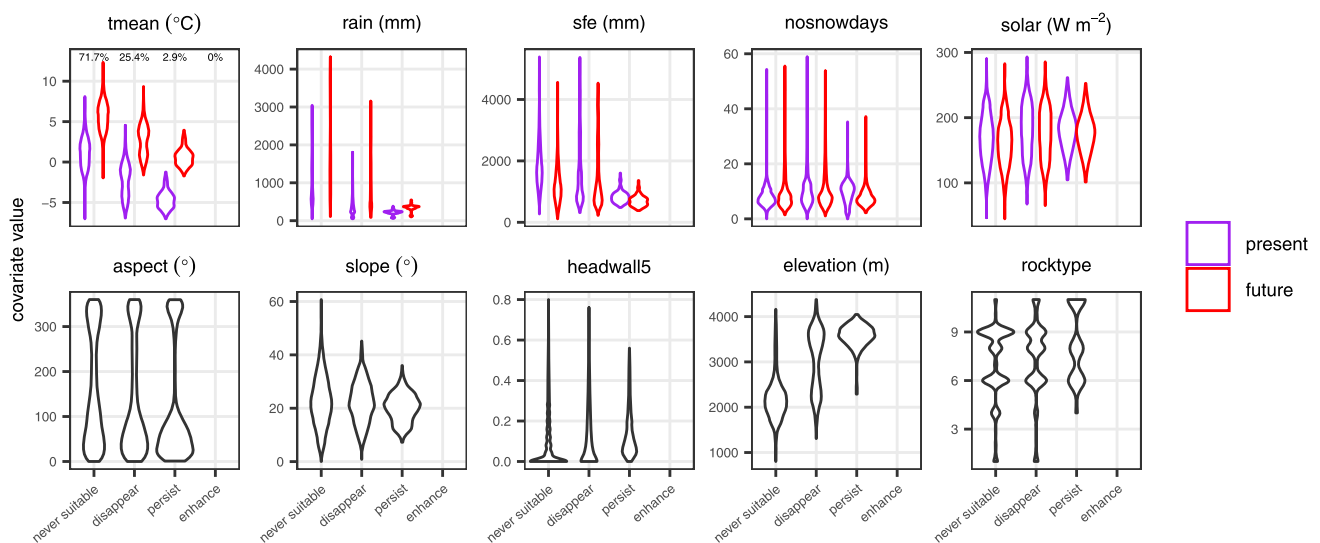 tmean (°C)
rain (mm)
sfe (mm)
nosnowdays
solar (W m⁻²)
71.7% 25.4% 2.9% 0%
10
5
0
−5
4000
3000
2000
1000
0
4000
2000
0
60
40
20
0
300
200
100
covariate value
aspect (°)
slope (°)
headwall5
elevation (m)
rocktype
300
200
100
0
60
40
20
0
0.8
0.6
0.4
0.2
0.0
4000
3000
2000
1000
9
6
3
never suitable
disappear
persist
enhance
never suitable
disappear
persist
enhance
never suitable
disappear
persist
enhance
never suitable
disappear
persist
enhance
never suitable
disappear
persist
enhance
present
future